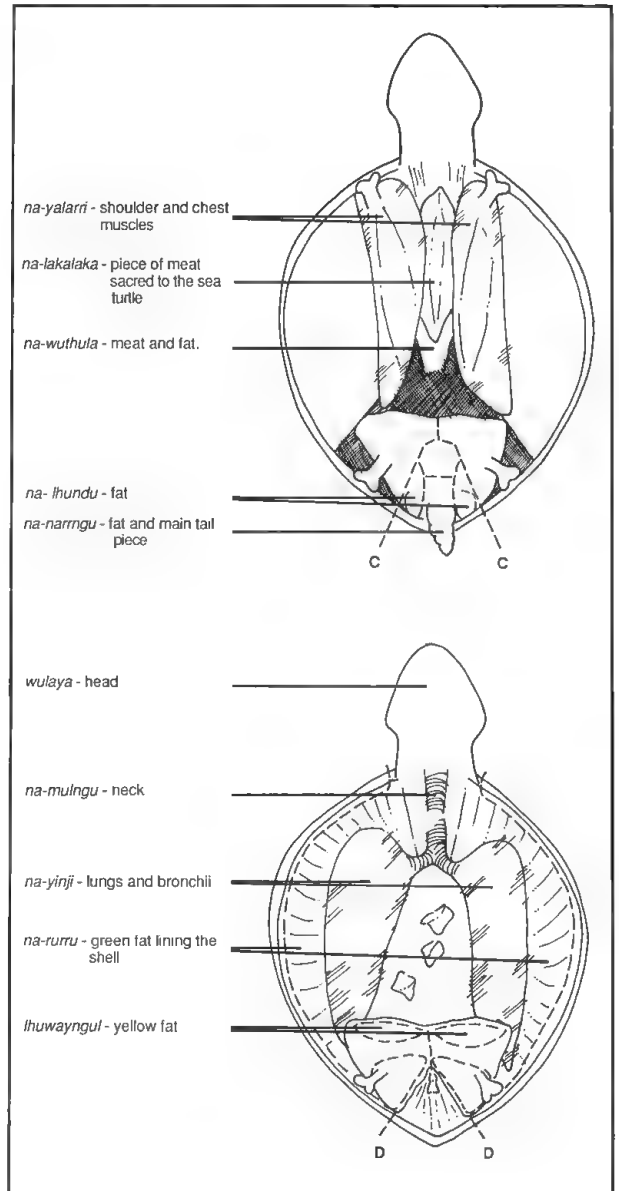 na-yalarri - shoulder and chest
muscles
na-lakalaka - piece of meat
sacred to the sea
turtle
na-wuthula - meat and fat.
na- lhundu - fat
na-narrngu - fat and main tail
piece
C C
wulaya - head
na-mulngu - neck
na-yinji - lungs and bronchii
na-rurru - green fat lining the
shell
lhuwayngul - yellow fat
D D